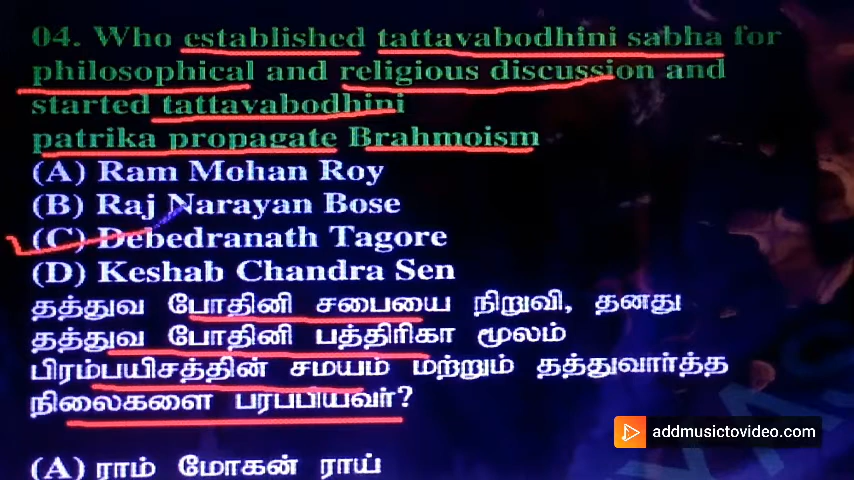 04. Who established tattavabodhini sabha for
philosophical and religious discussion and
started tattavabodhini
patrika propagate Brahmoism
(A) Ram Mohan Roy
(B) Raj Narayan Bose
(C) Debedranath Tagore
(D) Keshab Chandra Sen
தத்துவ போதினி சபையை நிறுவி, தனது
தத்துவ போதினி பத்திரிகா மூலம்
பிரம்பயிசத்தின் சமயம் மற்றும் தத்துவார்த்த
நிலைகளை பரப்பியவர்?
(A) ராம் மோகன் ராய்
addmusictovideo.com